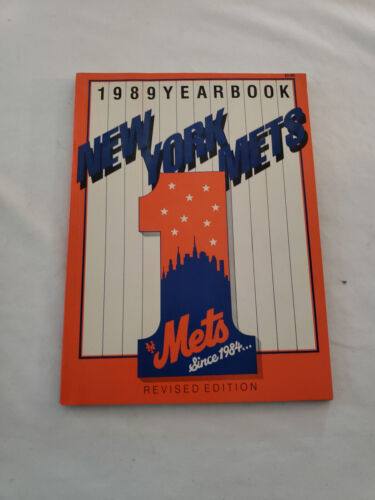 1989 YEARBOOK
NEW YORK METS
1
Mets
Since 1984...
REVISED EDITION